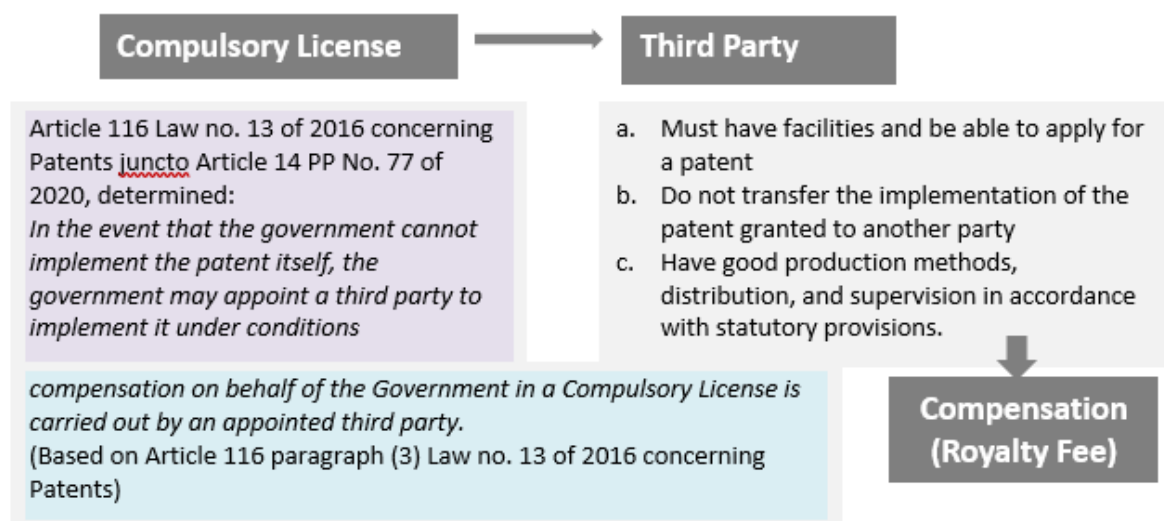 Compulsory License
Third Party
Article 116 Law no. 13 of 2016 concerning
Patents juncto Article 14 PP No. 77 of
2020, determined:
In the event that the government cannot
implement the patent itself, the
government may appoint a third party to
implement it under conditions
a. Must have facilities and be able to apply for
a patent
b. Do not transfer the implementation of the
patent granted to another party
c. Have good production methods,
distribution, and supervision in accordance
with statutory provisions.
compensation on behalf of the Government in a Compulsory License is
carried out by an appointed third party.
(Based on Article 116 paragraph (3) Law no. 13 of 2016 concerning
Patents)
Compensation
(Royalty Fee)